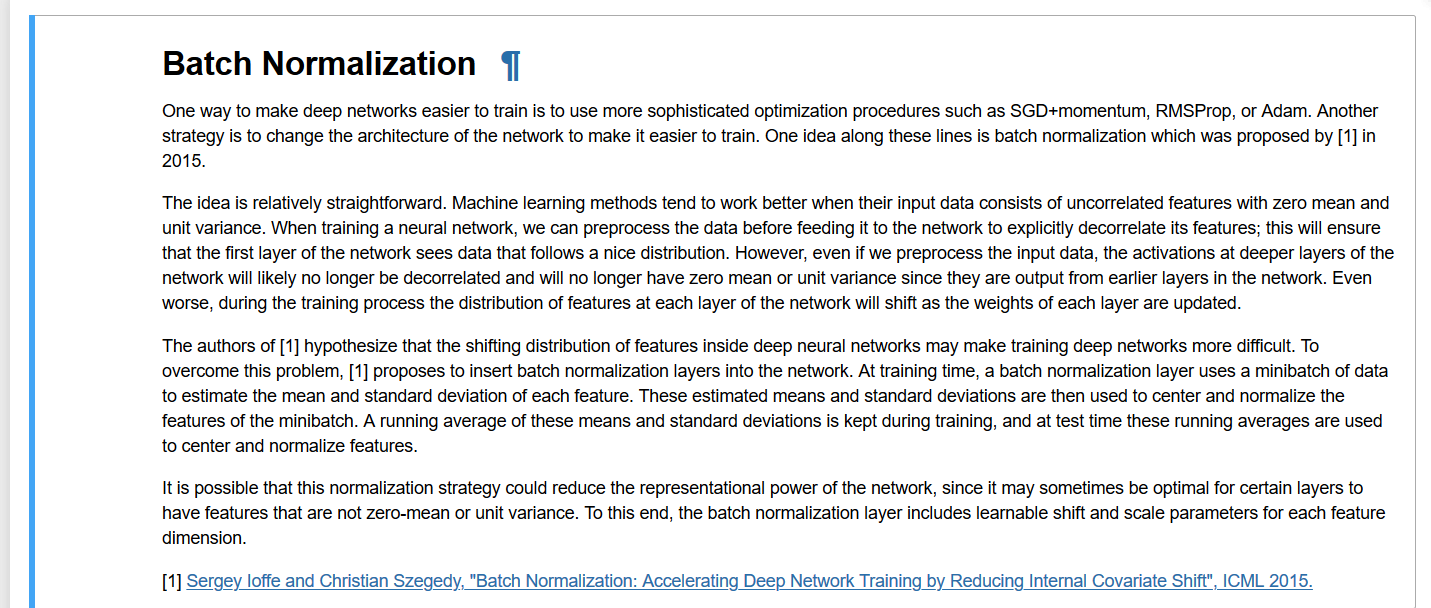 Batch Normalization ¶
One way to make deep networks easier to train is to use more sophisticated optimization procedures such as SGD+momentum, RMSProp, or Adam. Another
strategy is to change the architecture of the network to make it easier to train. One idea along these lines is batch normalization which was proposed by [1] in
2015.
The idea is relatively straightforward. Machine learning methods tend to work better when their input data consists of uncorrelated features with zero mean and
unit variance. When training a neural network, we can preprocess the data before feeding it to the network to explicitly decorrelate its features; this will ensure
that the first layer of the network sees data that follows a nice distribution. However, even if we preprocess the input data, the activations at deeper layers of the
network will likely no longer be decorrelated and will no longer have zero mean or unit variance since they are output from earlier layers in the network. Even
worse, during the training process the distribution of features at each layer of the network will shift as the weights of each layer are updated.
The authors of [1] hypothesize that the shifting distribution of features inside deep neural networks may make training deep networks more difficult. To
overcome this problem, [1] proposes to insert batch normalization layers into the network. At training time, a batch normalization layer uses a minibatch of data
to estimate the mean and standard deviation of each feature. These estimated means and standard deviations are then used to center and normalize the
features of the minibatch. A running average of these means and standard deviations is kept during training, and at test time these running averages are used
to center and normalize features.
It is possible that this normalization strategy could reduce the representational power of the network, since it may sometimes be optimal for certain layers to
have features that are not zero-mean or unit variance. To this end, the batch normalization layer includes learnable shift and scale parameters for each feature
dimension.
[1] Sergey Ioffe and Christian Szegedy, "Batch Normalization: Accelerating Deep Network Training by Reducing Internal Covariate Shift", ICML 2015.